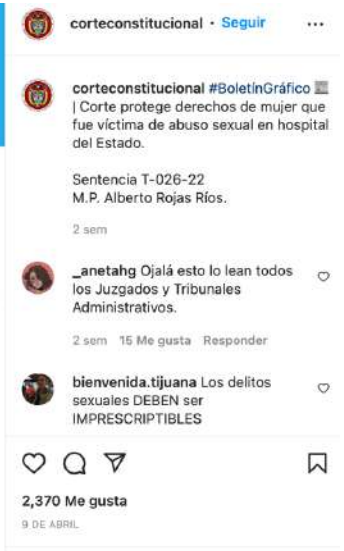 corteconstitucional • Seguir ...
corteconstitucional #BoletínGráfico
| Corte protege derechos de mujer que
fue víctima de abuso sexual en hospital
del Estado.
Sentencia T-026-22
M.P. Alberto Rojas Ríos.
2 sem
_anetahg Ojalá esto lo lean todos
los Juzgados y Tribunales
Administrativos.
2 sem 15 Me gusta Responder
bienvenida.tijuana Los delitos
sexuales DEBEN ser
IMPRESCRIPTIBLES
2,370 Me gusta
9 DE ABRIL